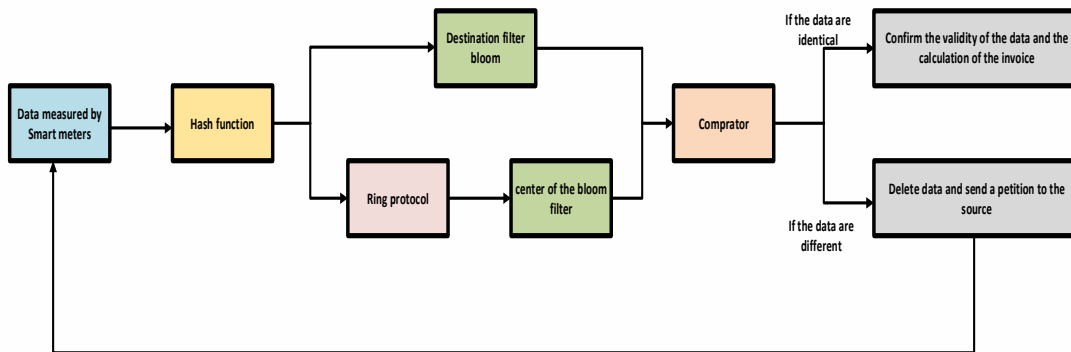 Data measured by
Smart meters
Hash function
Destination filter
bloom
Ring protocol
center of the bloom
filter
Comprator
If the data are
identical
Confirm the validity of the data and the
calculation of the invoice
If the data are
different
Delete data and send a petition to the
source